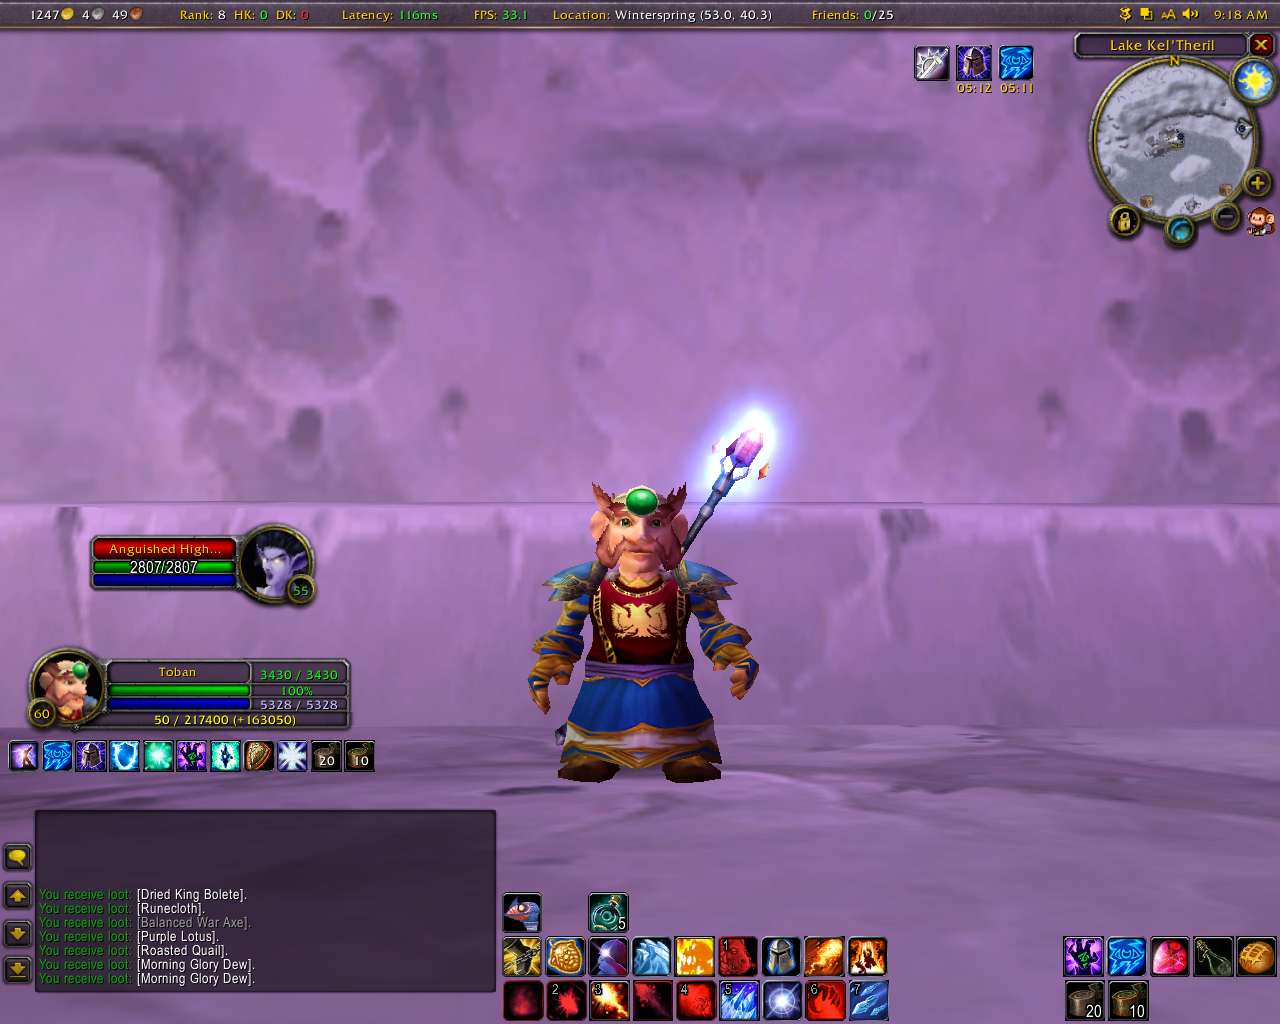 1247 4 49 Rank: 8 HK: 0 DK: 0 Latency: 116ms FPS: 33.1 Location: Winterspring (53.0, 40.3) Friends: 0/25 9:18 AM
Lake Kel'Theril
N
05:12 05:11
Anguished High...
2807/2807
55
Toban
3430 / 3430
100%
5328 / 5328
60
50 / 217400 (+163050)
20 10
You receive loot: [Dried King Bolete].
You receive loot: [Runecloth].
You receive loot: [Balanced War Axe].
You receive loot: [Purple Lotus].
You receive loot: [Roasted Quail].
You receive loot: [Morning Glory Dew].
You receive loot: [Morning Glory Dew].
5
1
2 3 4 5 6 7
20 10